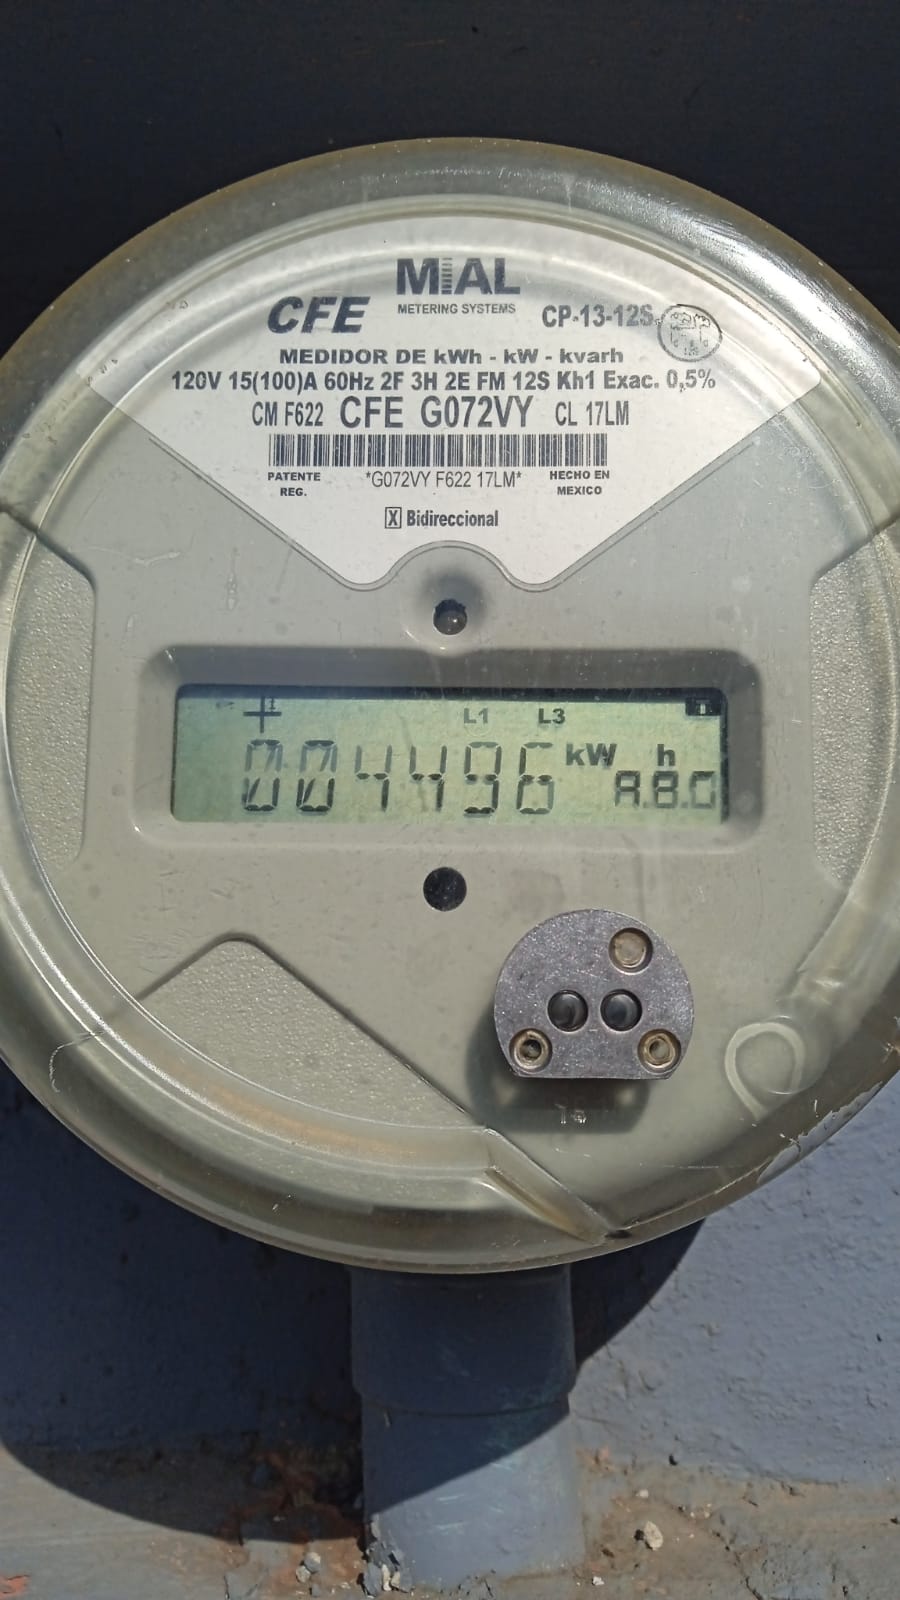 MIAL
METERING SYSTEMS
CFE
CP-13-12S
MEDIDOR DE kWh - kW - kvarh
120V 15(100)A 60Hz 2F 3H 2E FM 12S Kh1 Exac. 0,5%
CM F622 CFE G072VY CL 17LM
PATENTE REG.
*G072VY F622 17LM*
HECHO EN MEXICO
X Bidireccional
L1 L3
004496 kW h A.8.0